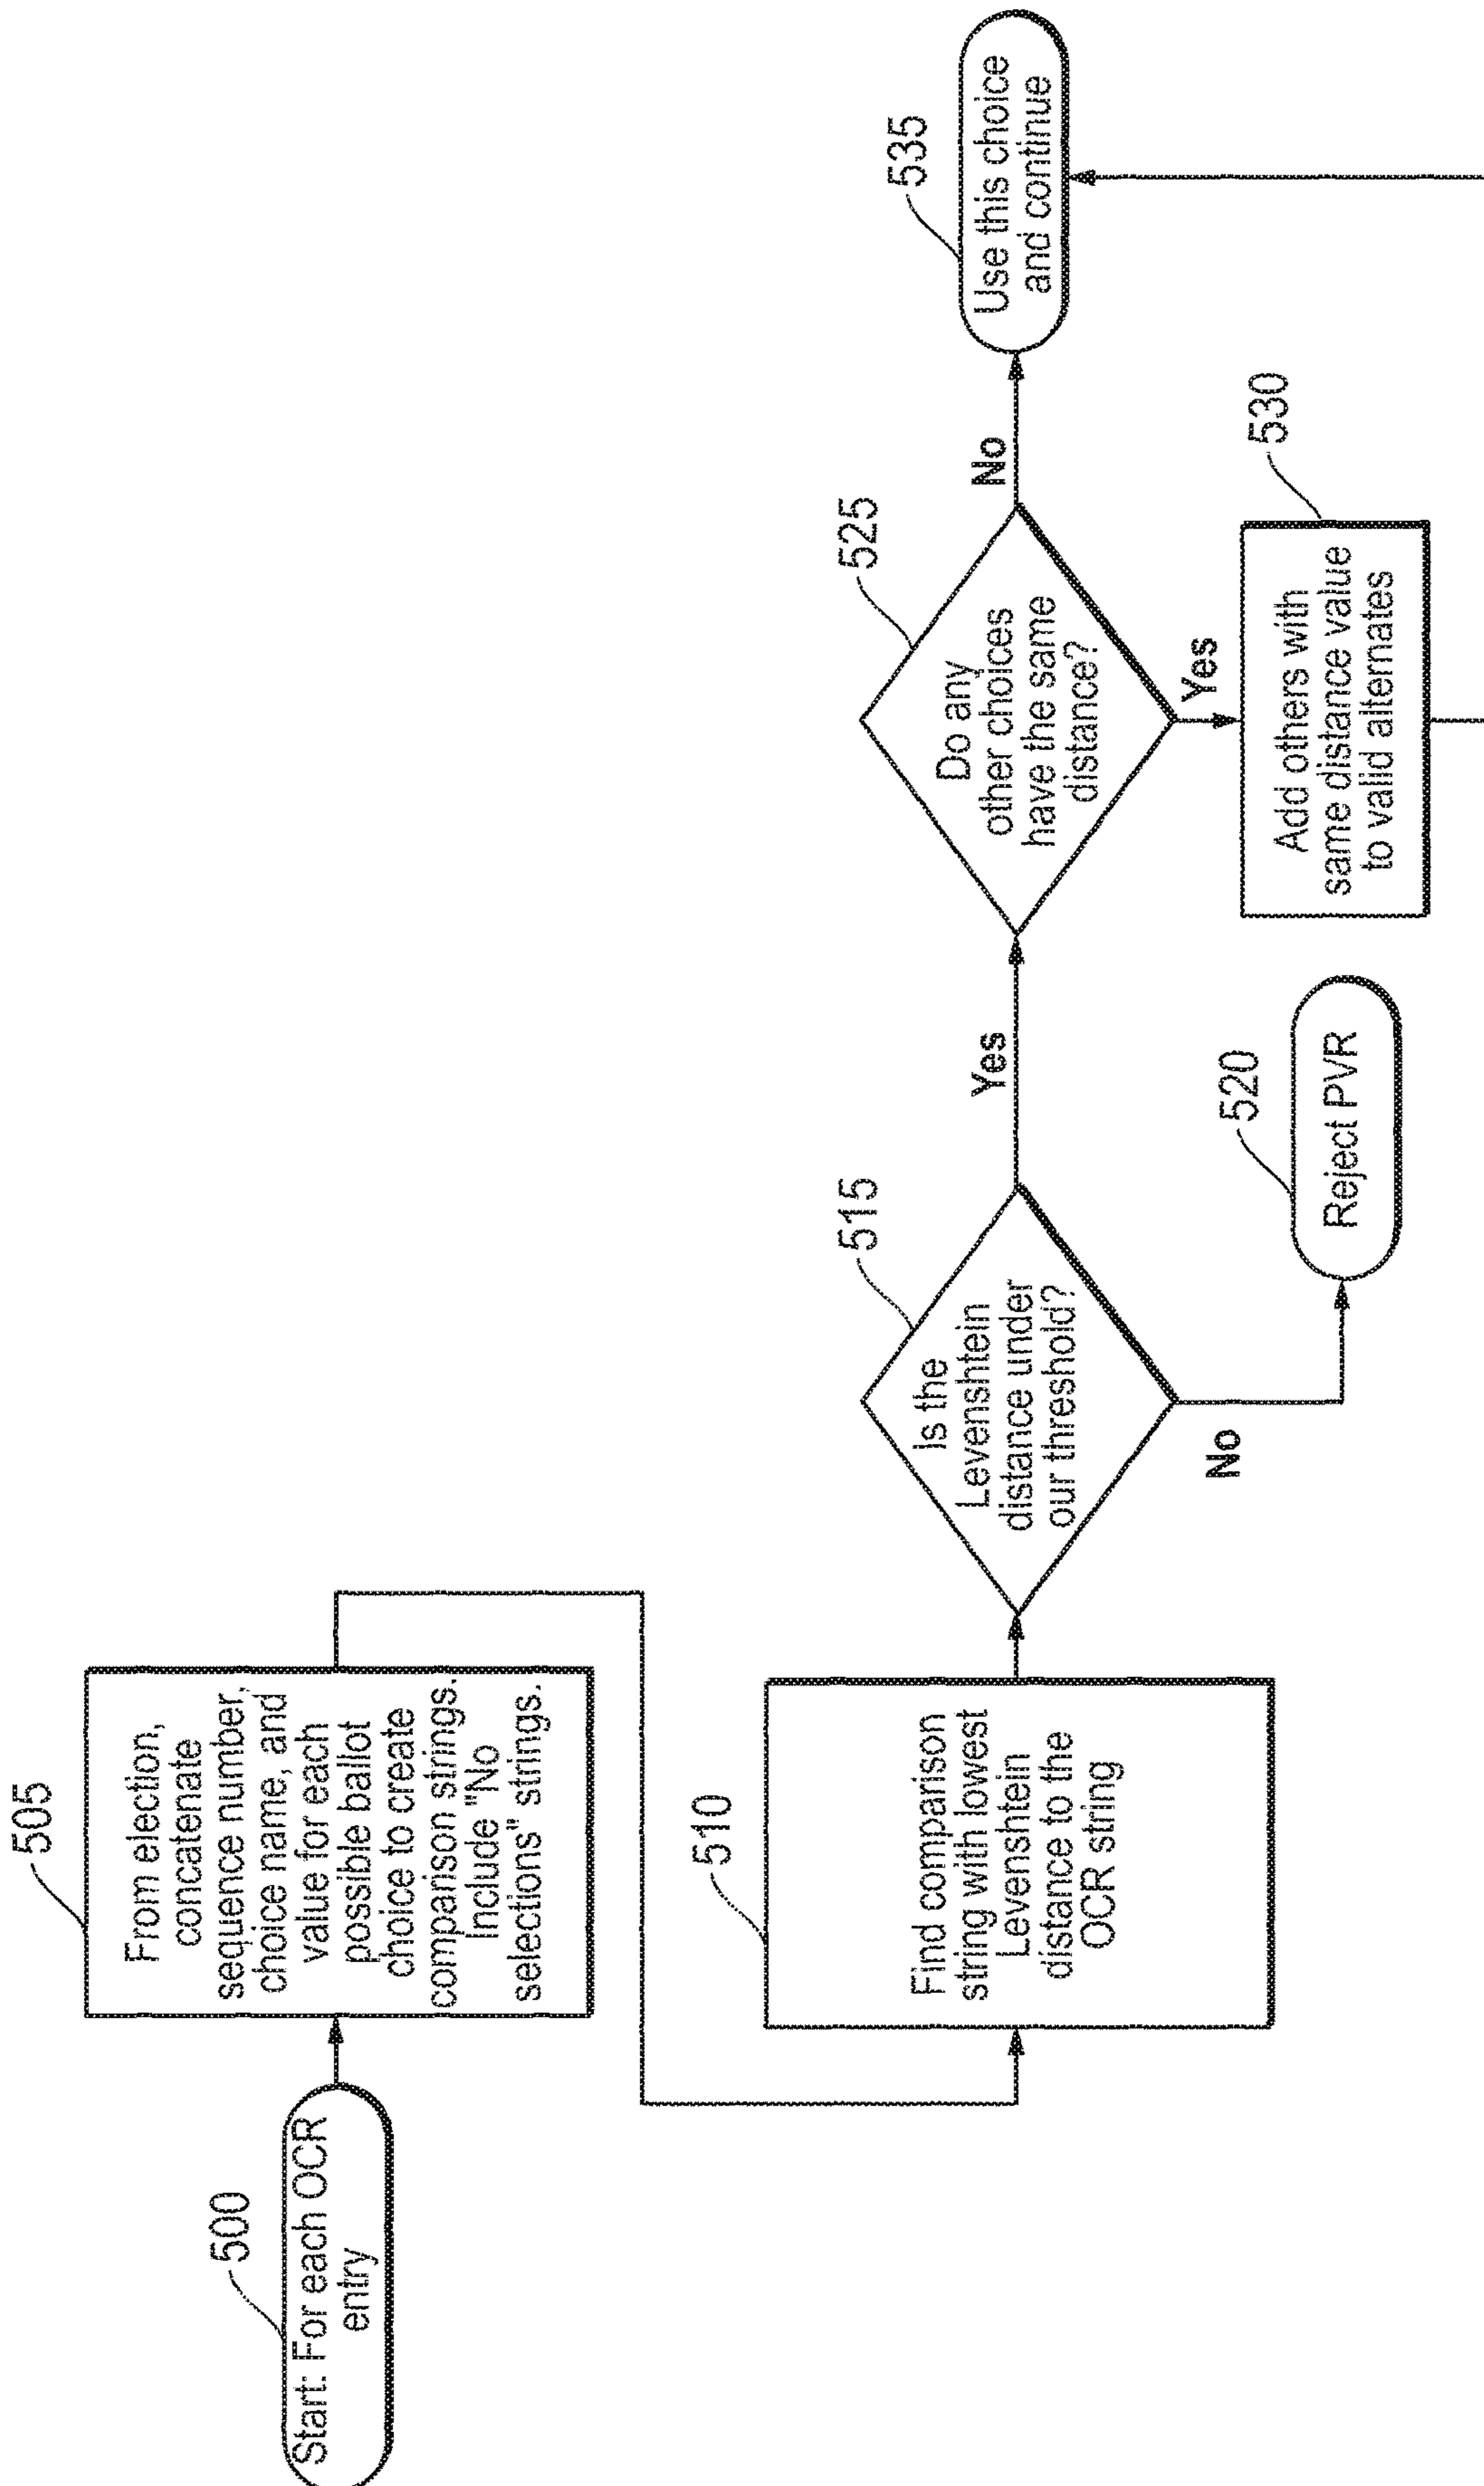 500
Start: For each OCR
entry
505
From election,
concatenate
sequence number,
choice name, and
value for each
possible ballot
choice to create
comparison strings.
Include "No
selections" strings.
510
Find comparison
string with lowest
Levenshtein
distance to the
OCR string
515
Is the
Levenshtein
distance under
our threshold?
No
520
Reject PVR
Yes
525
Do any
other choices
have the same
distance?
Yes
530
Add others with
same distance value
to valid alternates
No
535
Use this choice
and continue